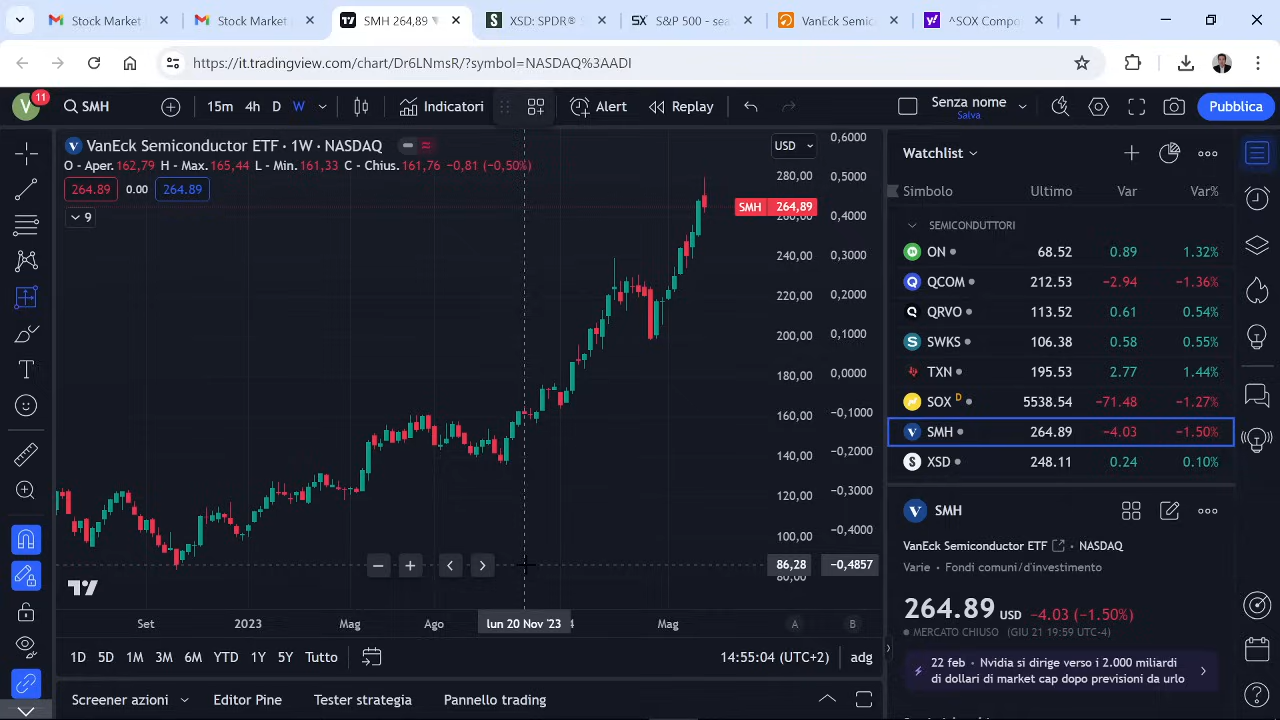 Stock Market
Stock Market
SMH 264,89
XSD: SPDR® S
S&P 500 - sea
VanEck Semic
^SOX Compo
https://it.tradingview.com/chart/Dr6LNmsR/?symbol=NASDAQ%3AADI
V
11
SMH
15m
4h
D
W
Indicatori
Alert
Replay
Senza nome
Salva
Pubblica
VanEck Semiconductor ETF · 1W · NASDAQ
O - Aper. 162,79 H - Max. 165,44 L - Min. 161,33 C - Chius. 161,76 −0,81 (−0,50%)
264.89
0.00
264.89
9
USD
280,00
SMH 264,89
260,00
240,00
220,00
200,00
180,00
160,00
140,00
120,00
100,00
86,28
80,00
0,6000
0,5000
0,4000
0,3000
0,2000
0,1000
0,0000
−0,1000
−0,2000
−0,3000
−0,4000
−0,4857
Set
2023
Mag
Ago
lun 20 Nov '23
4
Mag
A
B
1D
5D
1M
3M
6M
YTD
1Y
5Y
Tutto
14:55:04 (UTC+2)
adg
Screener azioni
Editor Pine
Tester strategia
Pannello trading
Watchlist
Simbolo Ultimo Var Var%
SEMICONDUTTORI
ON 68.52 0.89 1.32%
QCOM 212.53 −2.94 −1.36%
QRVO 113.52 0.61 0.54%
SWKS 106.38 0.58 0.55%
TXN 195.53 2.77 1.44%
SOX D 5538.54 −71.48 −1.27%
SMH 264.89 −4.03 −1.50%
XSD 248.11 0.24 0.10%
SMH
VanEck Semiconductor ETF · NASDAQ
Varie • Fondi comuni/d'investimento
264.89 USD −4.03 (−1.50%)
MERCATO CHIUSO (GIU 21 19:59 UTC-4)
22 feb • Nvidia si dirige verso i 2.000 miliardi
di dollari di market cap dopo previsioni da urlo